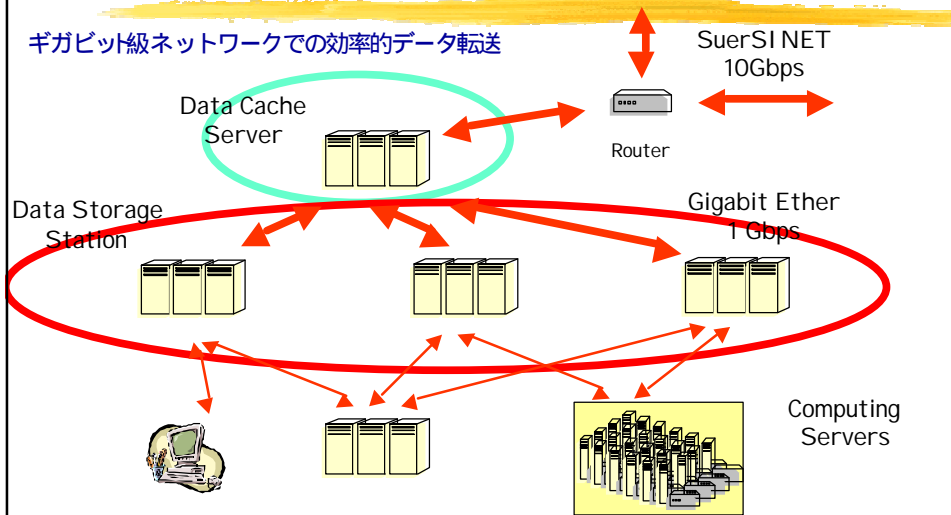 ギガビット級ネットワークでの効率的データ転送
SuerSINET
10Gbps
Data Cache
Server
Router
Data Storage
Station
Gigabit Ether
1 Gbps
Computing
Servers